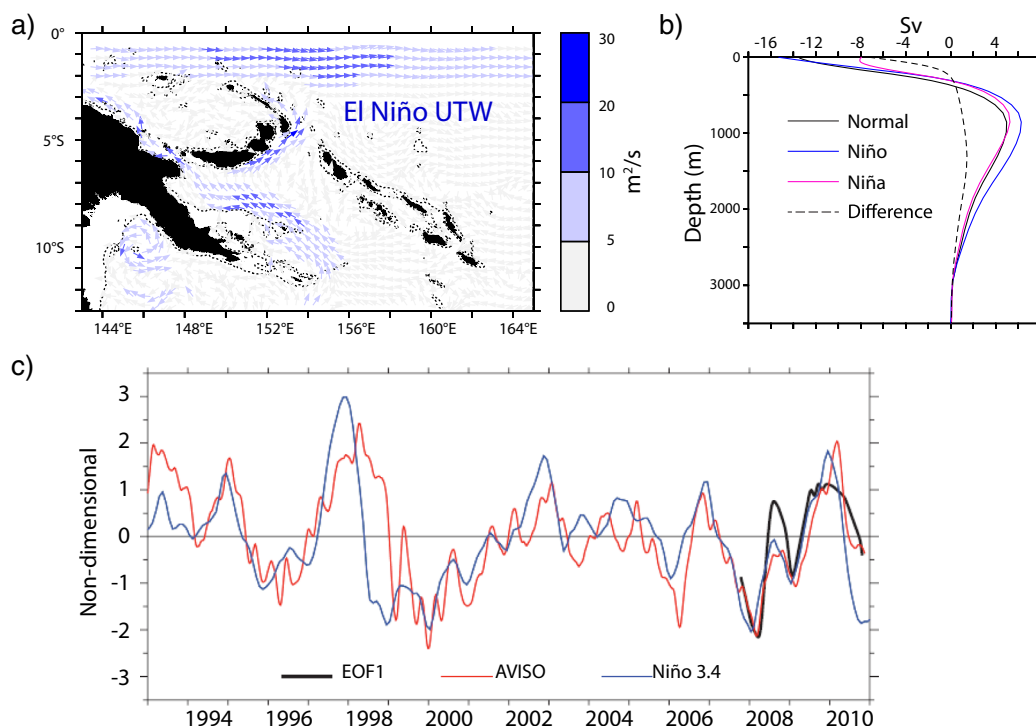 a)
0°
5°S
10°S
144°E 148°E 152°E 156°E 160°E 164°E
El Niño UTW
30
20
10
5
0
m²/s
b)
Sv
-16 -12 -8 -4 0 4
0
1000
2000
3000
Depth (m)
Normal
Niño
Niña
Difference
c)
3
2
1
0
-1
-2
-3
Non-dimensional
EOF1 AVISO Niño 3.4
1994 1996 1998 2000 2002 2004 2006 2008 2010